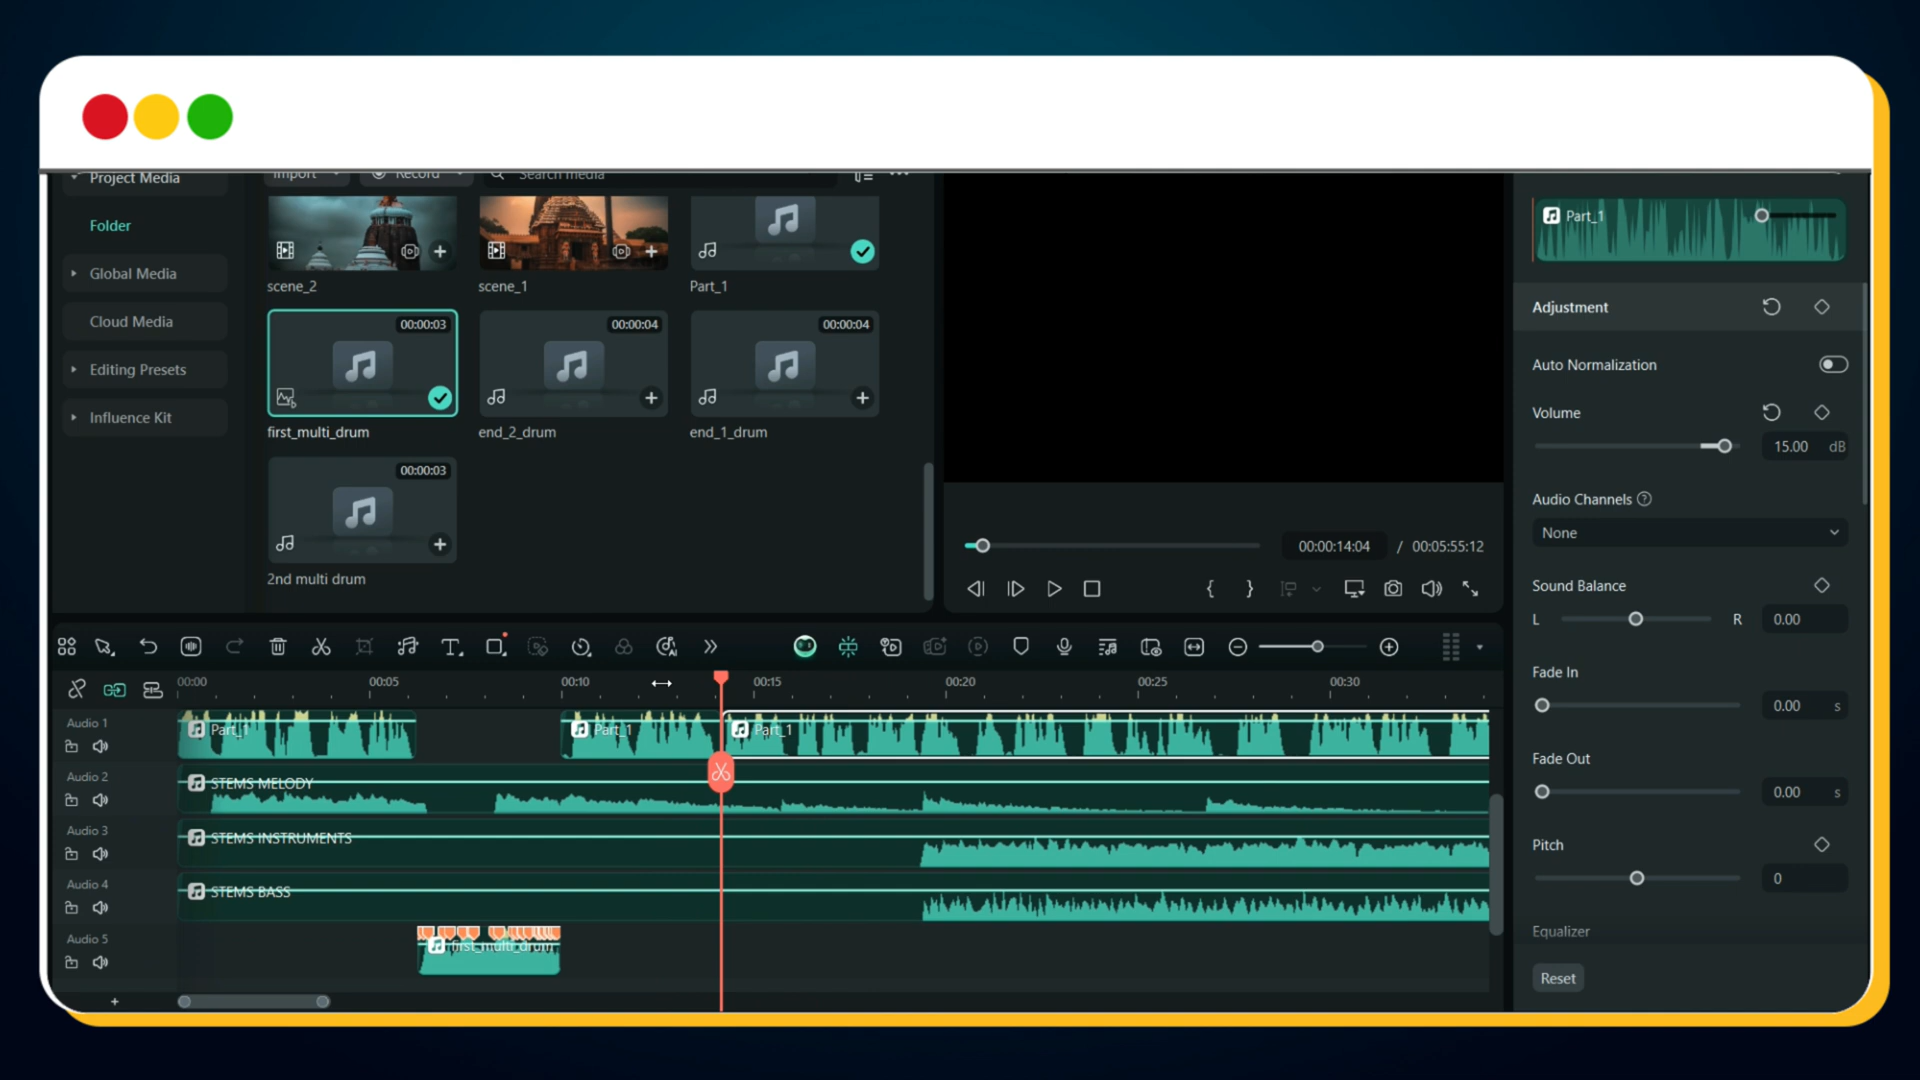 Project Media
Import
Record
Search media
Folder
Global Media
Cloud Media
Editing Presets
Influence Kit
scene_2
scene_1
Part_1
00:00:03
00:00:04
00:00:04
first_multi_drum
end_2_drum
end_1_drum
00:00:03
2nd multi drum
00:00:14:04 / 00:05:55:12
Part_1
Adjustment
Auto Normalization
Volume
15.00 dB
Audio Channels
None
Sound Balance
L R 0.00
Fade In
0.00 s
Fade Out
0.00 s
Pitch
0
Equalizer
Reset
00:00 00:05 00:10 00:15 00:20 00:25 00:30
Audio 1
Part_1 Part_1 Part_1
Audio 2
STEMS MELODY
Audio 3
STEMS INSTRUMENTS
Audio 4
STEMS BASS
Audio 5
first_multi_drum